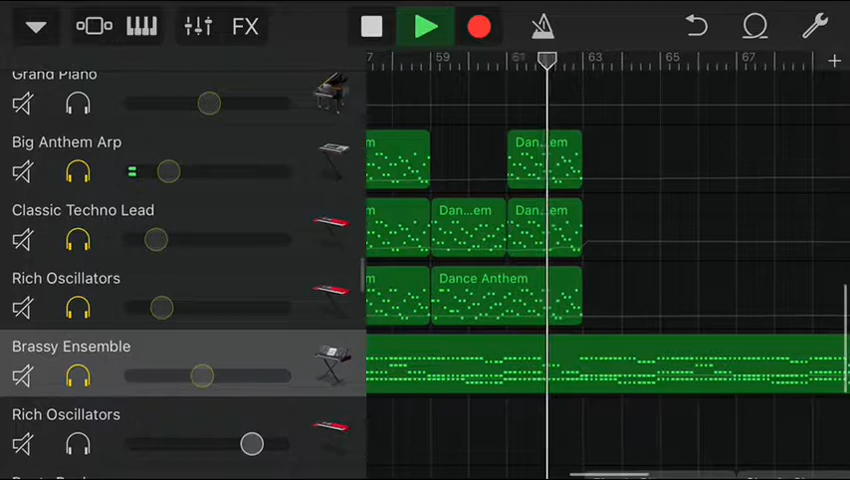 FX
59
61
63
65
67
Grand Piano
Big Anthem Arp
Dan...em
Classic Techno Lead
Dan...em
Dan...em
Rich Oscillators
Dance Anthem
Brassy Ensemble
Rich Oscillators